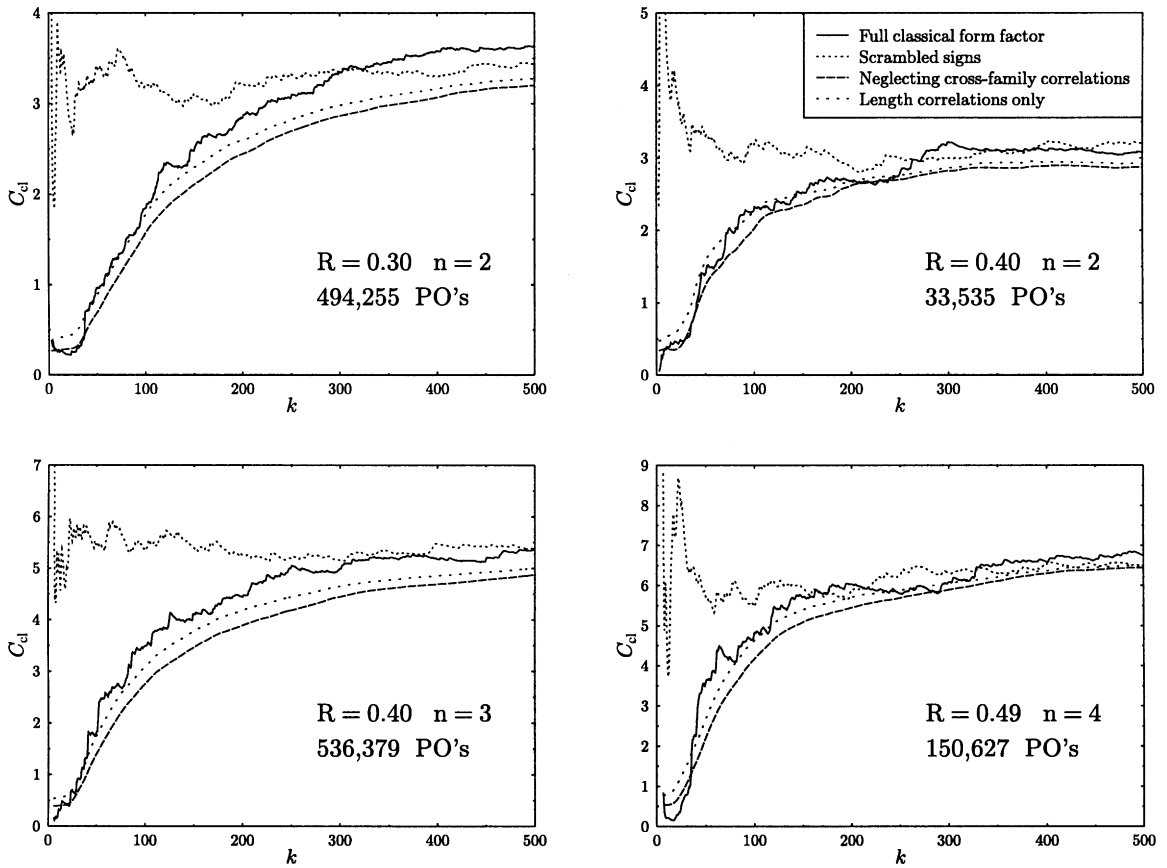 4
3
2
1
0
C_cl
0 100 200 300 400 500
k
R = 0.30 n = 2
494,255 PO's
5
4
3
2
1
0
C_cl
0 100 200 300 400 500
k
Full classical form factor
Scrambled signs
Neglecting cross-family correlations
Length correlations only
R = 0.40 n = 2
33,535 PO's
7
6
5
4
3
2
1
0
C_cl
0 100 200 300 400 500
k
R = 0.40 n = 3
536,379 PO's
9
8
7
6
5
4
3
2
1
0
C_cl
0 100 200 300 400 500
k
R = 0.49 n = 4
150,627 PO's